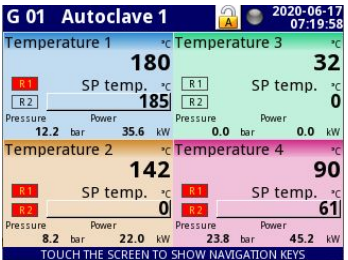 G 01 Autoclave 1 A 2020-06-17 07:19:58
Temperature 1 °C
180
R1 SP temp. °C
R2 185
Pressure Power
12.2 bar 35.6 kW
Temperature 3 °C
32
R1 SP temp. °C
R2 0
Pressure Power
0.0 bar 0.0 kW
Temperature 2 °C
142
R1 SP temp. °C
R2 0
Pressure Power
8.2 bar 22.0 kW
Temperature 4 °C
90
R1 SP temp. °C
R2 61
Pressure Power
23.8 bar 45.2 kW
TOUCH THE SCREEN TO SHOW NAVIGATION KEYS